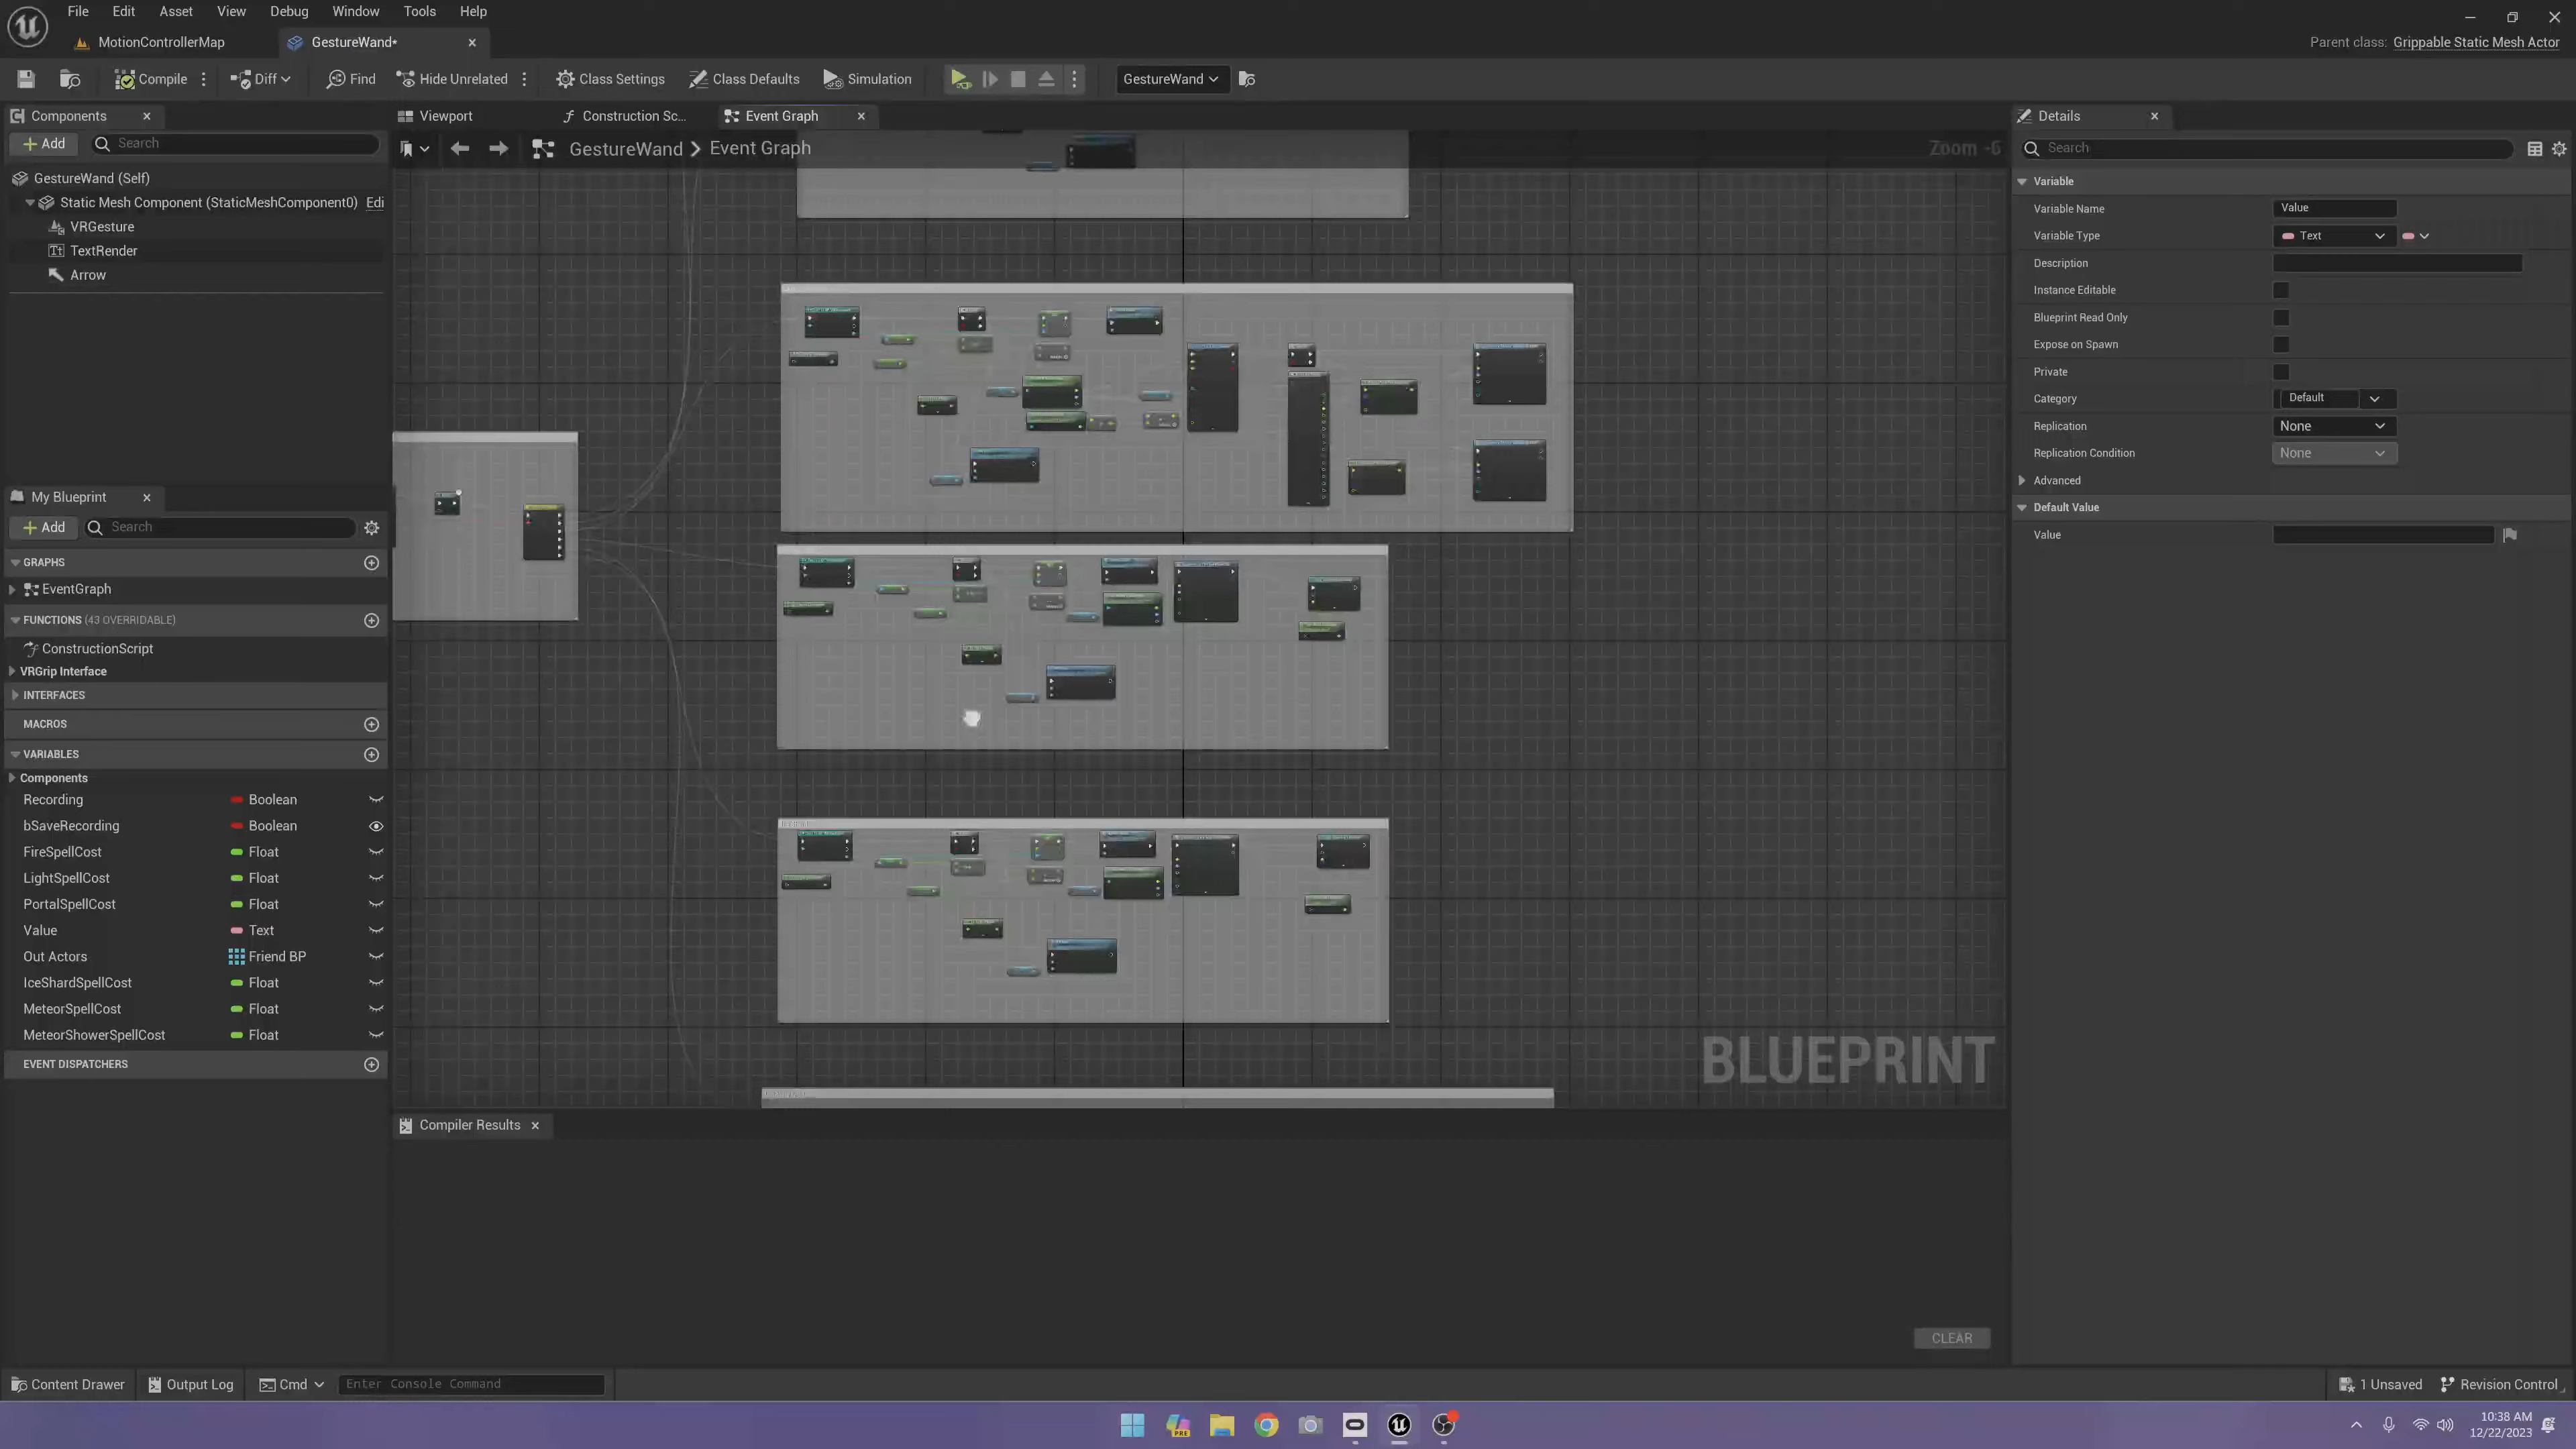 File Edit Asset View Debug Window Tools Help
MotionControllerMap
GestureWand*
Parent class: Grippable Static Mesh Actor
Compile Diff Find Hide Unrelated Class Settings Class Defaults Simulation GestureWand
Components
Viewport
Construction Sc...
Event Graph
Details
Add
Search
GestureWand > Event Graph
Zoom -6
Search
GestureWand (Self)
Static Mesh Component (StaticMeshComponent0) Edi
VRGesture
TextRender
Arrow
Variable
Variable Name Value
Variable Type Text
Description
Instance Editable
Blueprint Read Only
Expose on Spawn
Private
Category Default
Replication None
Replication Condition None
Advanced
Default Value
Value
My Blueprint
Add
Search
GRAPHS
EventGraph
FUNCTIONS (43 OVERRIDABLE)
ConstructionScript
VRGrip Interface
INTERFACES
MACROS
VARIABLES
Components
Recording Boolean
bSaveRecording Boolean
FireSpellCost Float
LightSpellCost Float
PortalSpellCost Float
Value Text
Out Actors Friend BP
IceShardSpellCost Float
MeteorSpellCost Float
MeteorShowerSpellCost Float
EVENT DISPATCHERS
BLUEPRINT
Compiler Results
CLEAR
Content Drawer Output Log Cmd Enter Console Command
1 Unsaved Revision Control
PRE
10:38 AM
12/22/2023